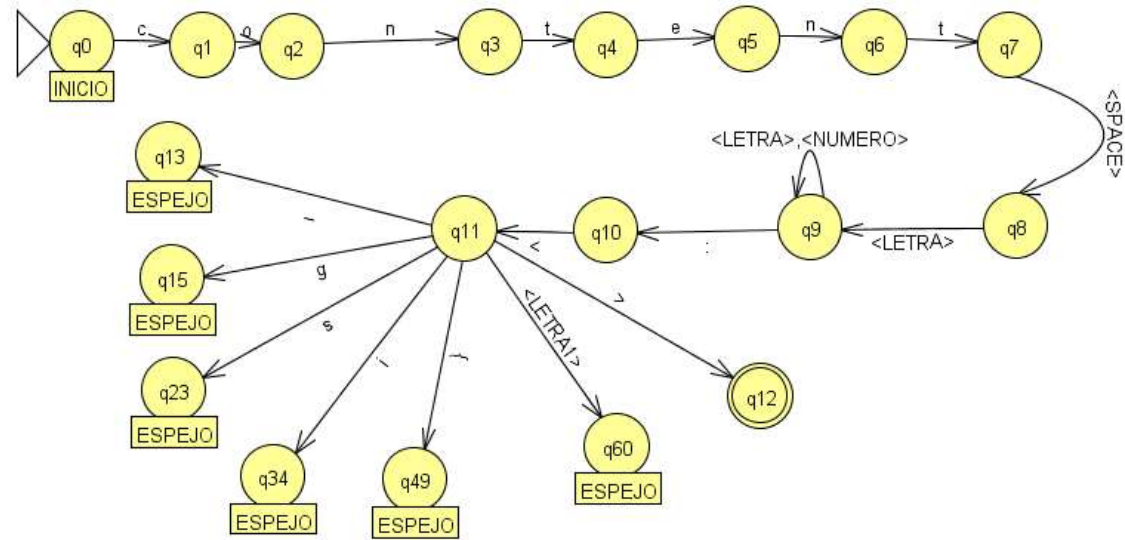 q0 c q1 o q2 n q3 t q4 e q5 n q6 t q7
INICIO
<SPACE>
<LETRA>,<NUMERO>
q13
ESPEJO
q11 < q10 : q9 <LETRA> q8
g
q15
ESPEJO
s
i
}
<LETRA1>
>
q12
q23
ESPEJO
q34
ESPEJO
q49
ESPEJO
q60
ESPEJO